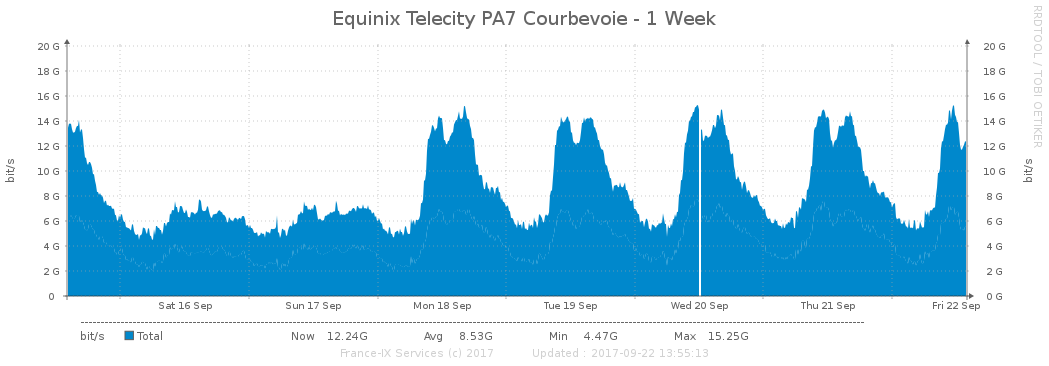 Equinix Telecity PA7 Courbevoie - 1 Week
RRDTOOL / TOBI OETIKER
20 G 20 G
18 G 18 G
16 G 16 G
14 G 14 G
12 G 12 G
10 G 10 G
8 G 8 G
6 G 6 G
4 G 4 G
2 G 2 G
0 0 G
bit/s bit/s
Sat 16 Sep Sun 17 Sep Mon 18 Sep Tue 19 Sep Wed 20 Sep Thu 21 Sep Fri 22 Sep
bit/s Total Now 12.24G Avg 8.53G Min 4.47G Max 15.25G
France-IX Services (c) 2017 Updated : 2017-09-22 13:55:13